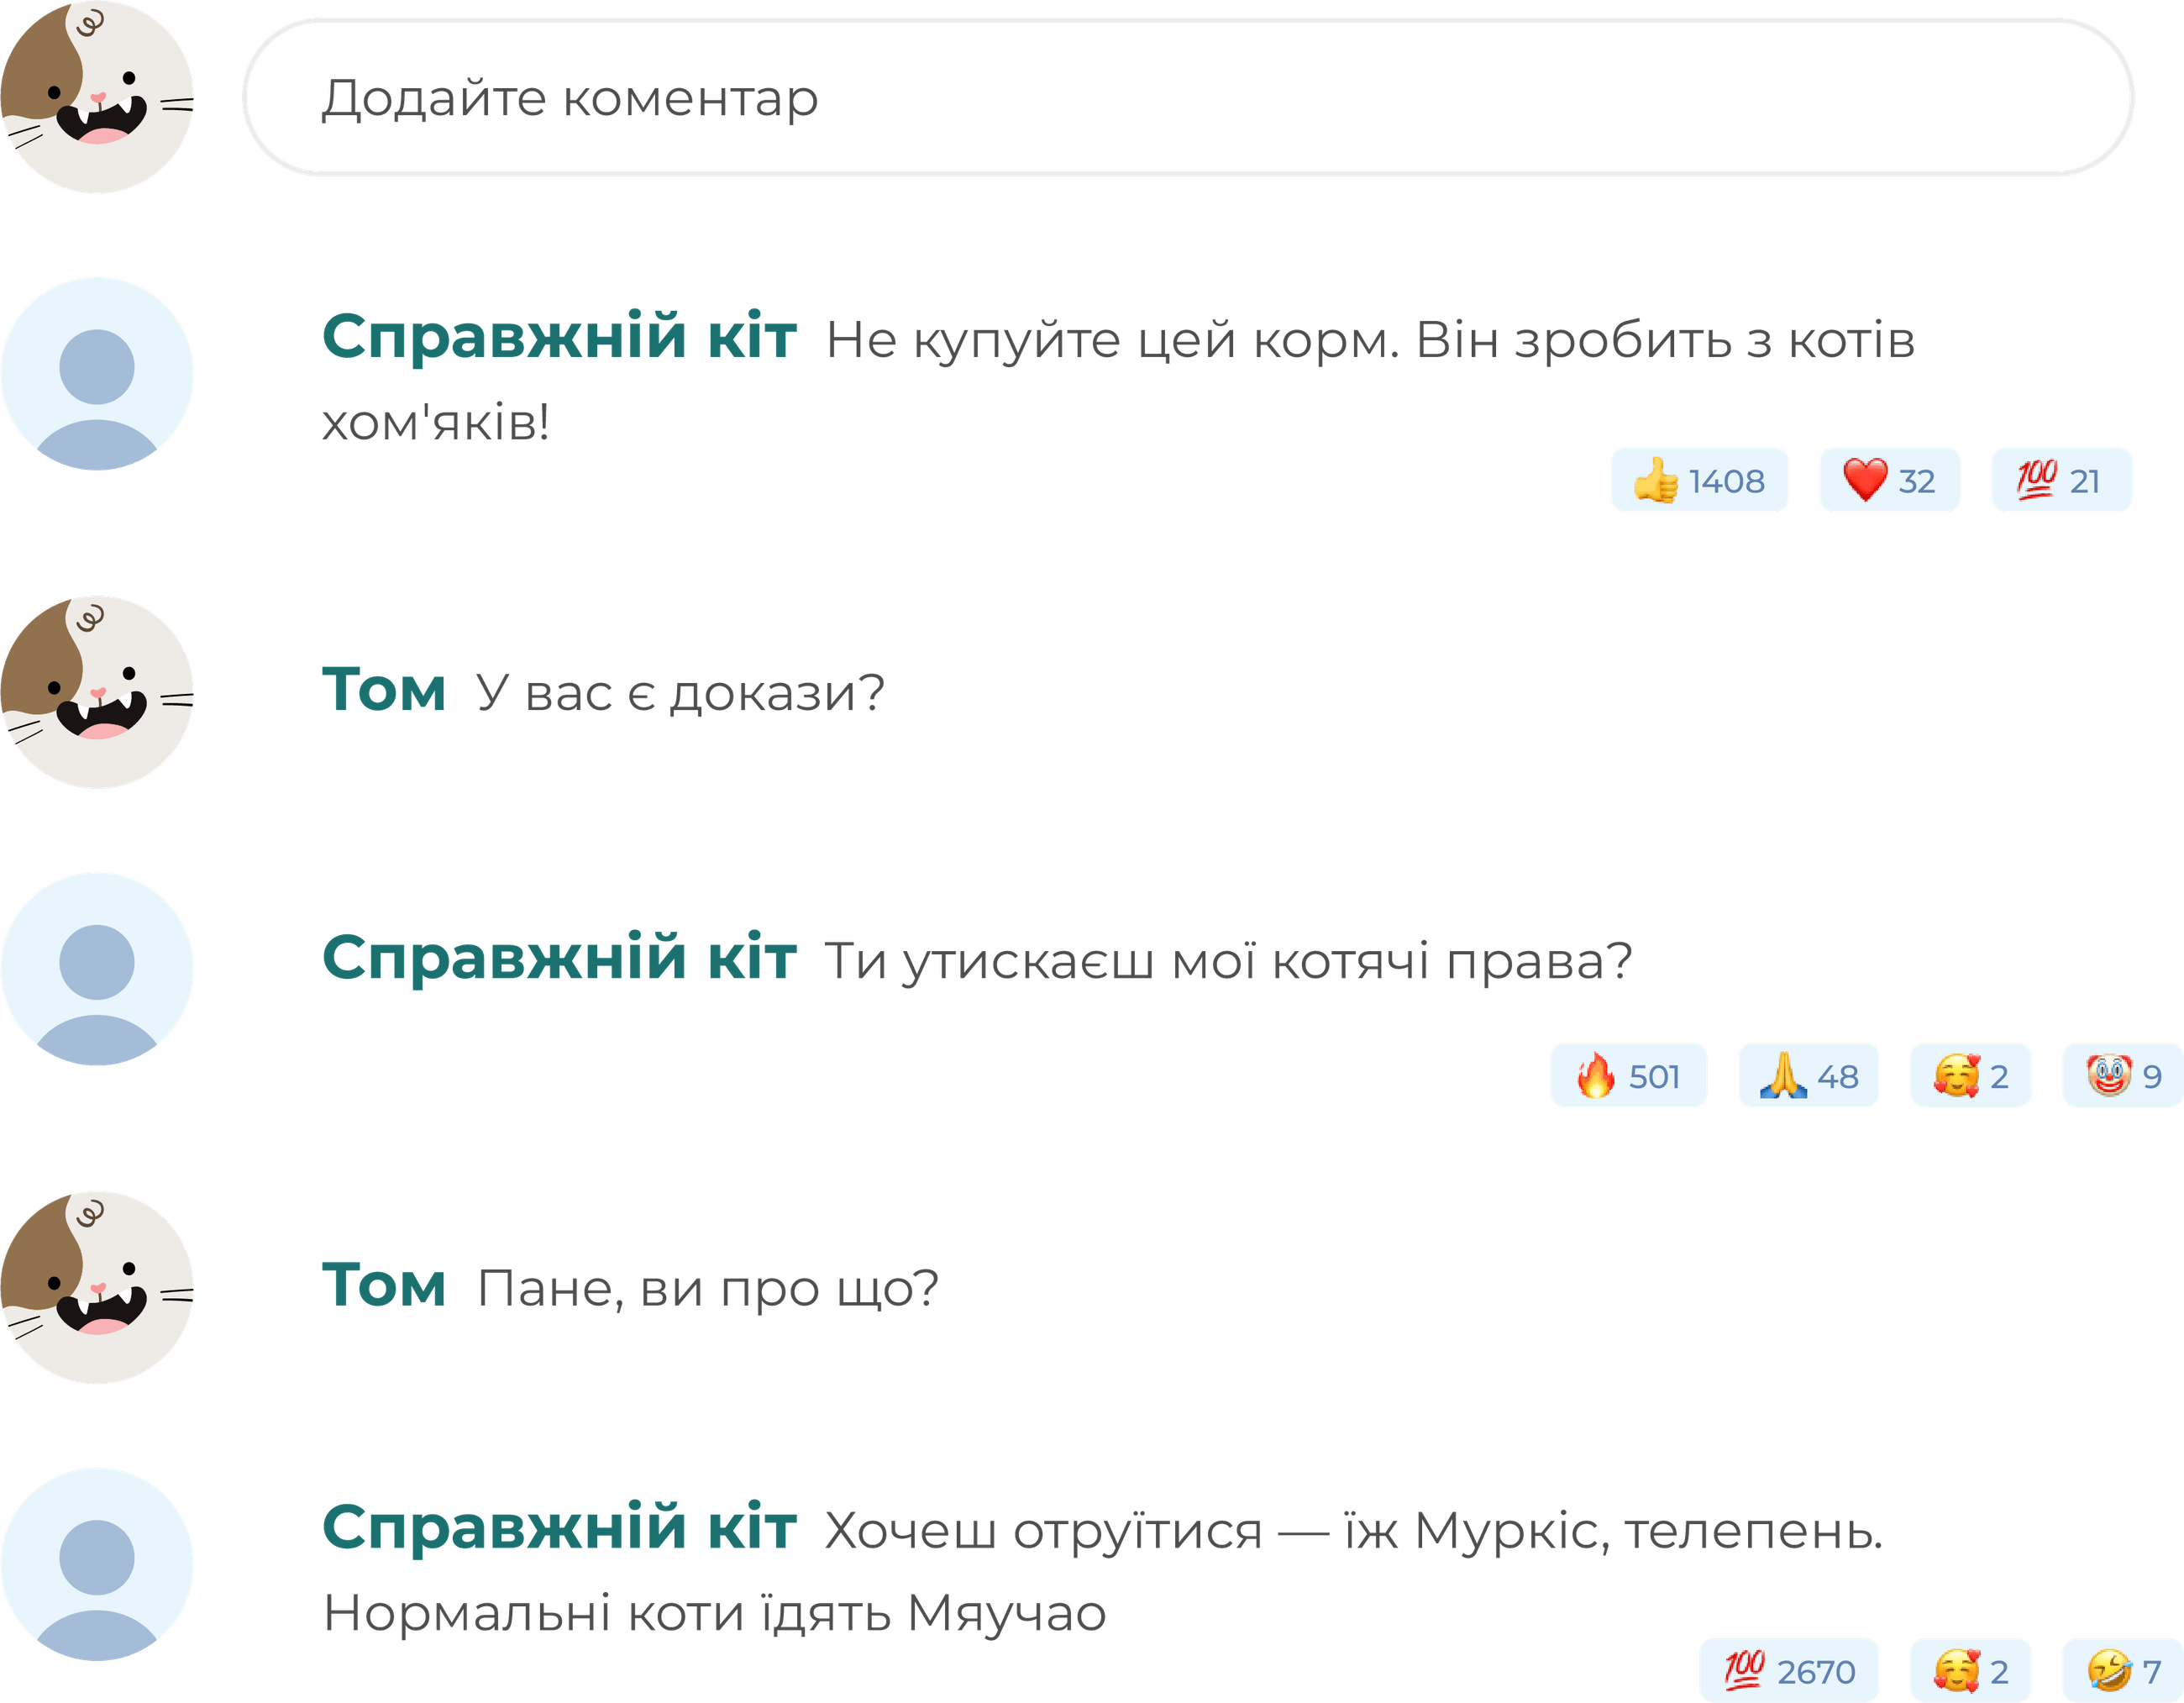 Додайте коментар
Справжній кіт Не купуйте цей корм. Він зробить з котів
хом'яків!
👍 1408 ❤️ 32 💯 21
Том У вас є докази?
Справжній кіт Ти утискаєш мої котячі права?
🔥 501 🙏 48 🥰 2 🤡 9
Том Пане, ви про що?
Справжній кіт Хочеш отруїтися — їж Муркіс, телепень.
Нормальні коти їдять Мяучао
💯 2670 🥰 2 🤣 7